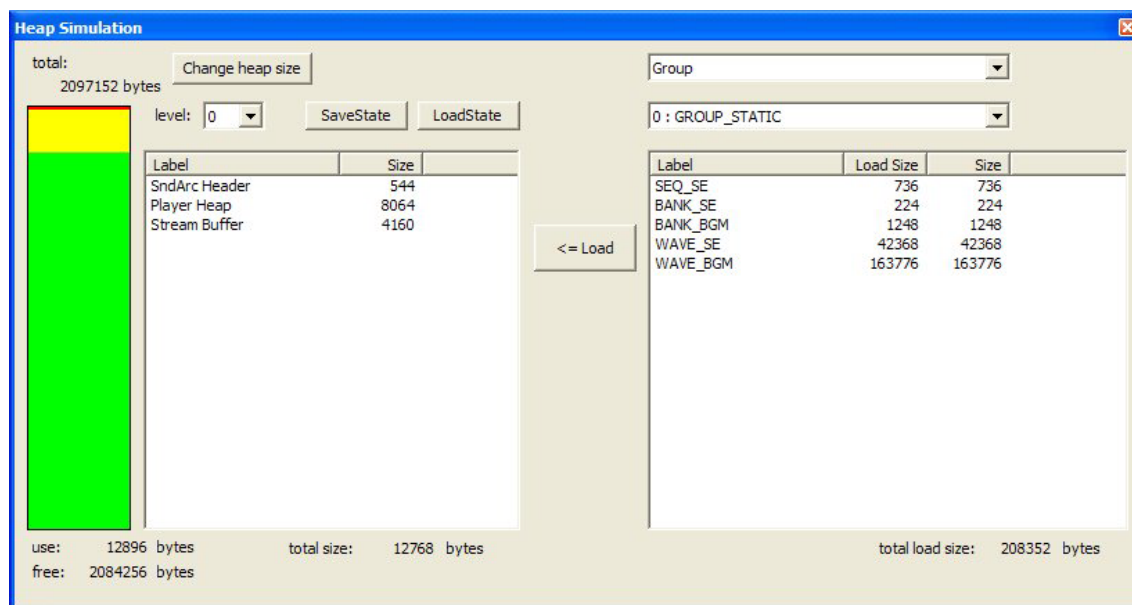 Heap Simulation
total:
2097152 bytes
Change heap size
Group
level: 0 SaveState LoadState
0 : GROUP_STATIC
Label Size
SndArc Header 544
Player Heap 8064
Stream Buffer 4160
<= Load
Label Load Size Size
SEQ_SE 736 736
BANK_SE 224 224
BANK_BGM 1248 1248
WAVE_SE 42368 42368
WAVE_BGM 163776 163776
use: 12896 bytes total size: 12768 bytes total load size: 208352 bytes
free: 2084256 bytes